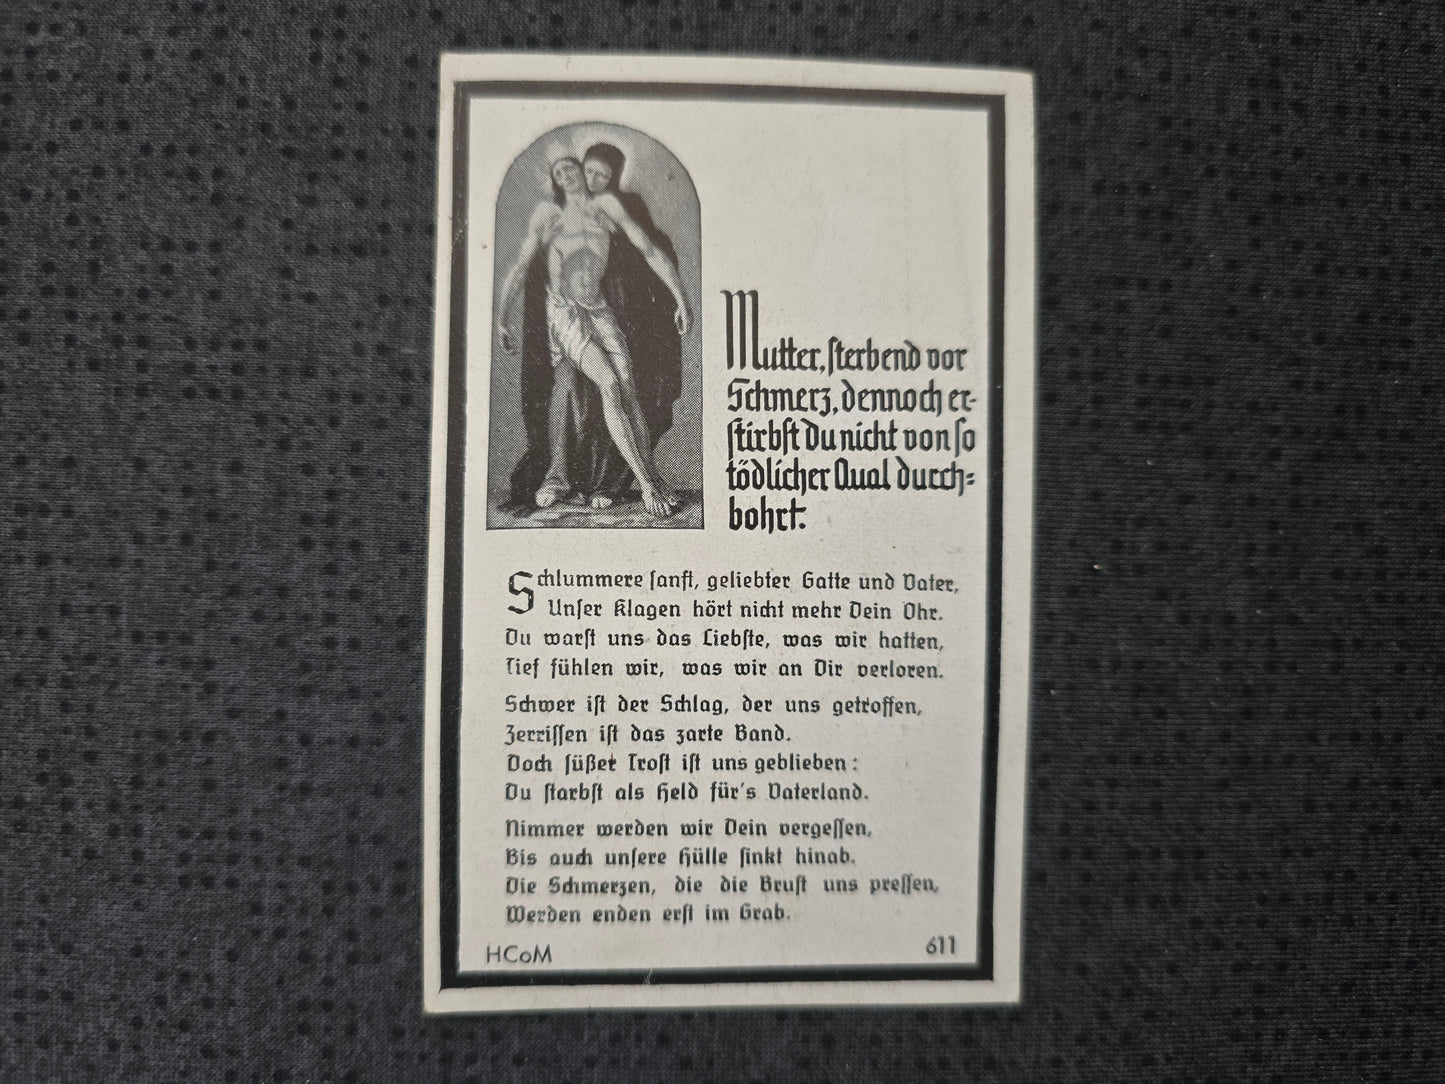 Mutter, sterbend vor
Schmerz, dennoch er-
stirbst Du nicht von so
tödlicher Qual durch-
bohrt.
Schlummere sanft, geliebter Gatte und Vater,
Unser Klagen hört nicht mehr Dein Ohr.
Du warst uns das Liebste, was wir hatten,
Tief fühlen wir, was wir an Dir verloren.
Schwer ist der Schlag, der uns getroffen,
Zerrissen ist das zarte Band.
Doch süßer Trost ist uns geblieben:
Du starbst als Held für's Vaterland.
Nimmer werden wir Dein vergessen,
Bis auch unsere Hülle sinkt hinab.
Die Schmerzen, die die Brust uns pressen,
Werden enden erst im Grab.
HCoM 611